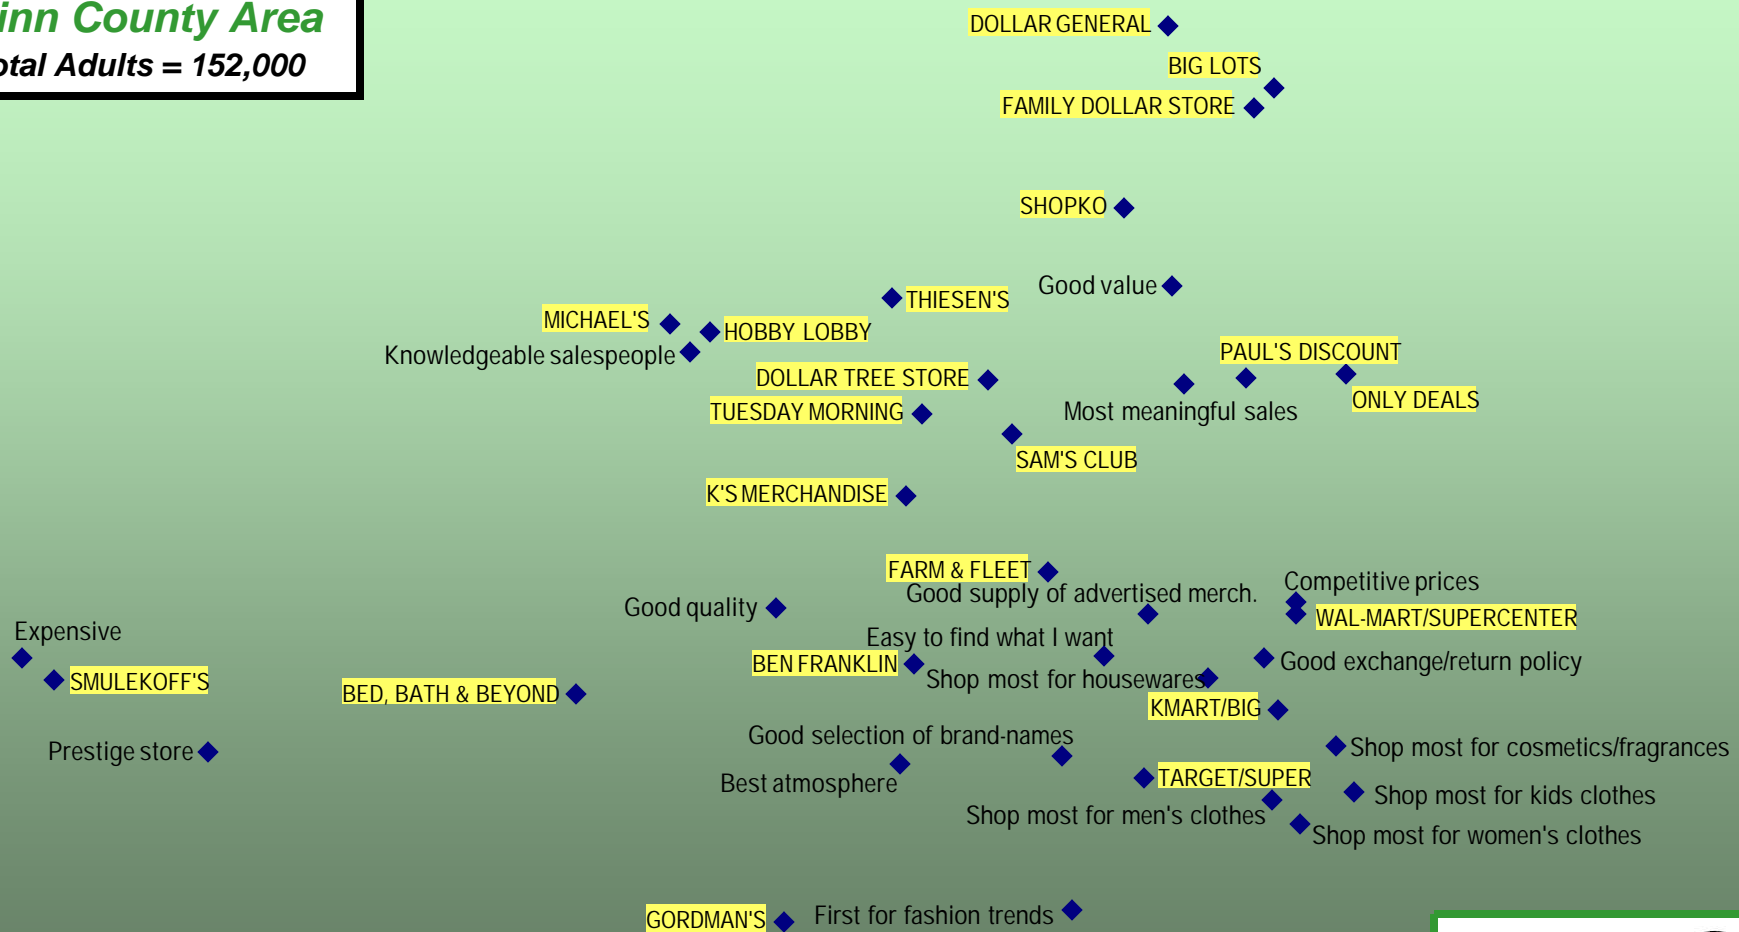 inn County Area
otal Adults = 152,000
DOLLAR GENERAL
BIG LOTS
FAMILY DOLLAR STORE
SHOPKO
Good value
THIESEN'S
MICHAEL'S
HOBBY LOBBY
Knowledgeable salespeople
PAUL'S DISCOUNT
DOLLAR TREE STORE
ONLY DEALS
TUESDAY MORNING
Most meaningful sales
SAM'S CLUB
K'S MERCHANDISE
FARM & FLEET
Competitive prices
Good supply of advertised merch.
Good quality
WAL-MART/SUPERCENTER
Expensive
Easy to find what I want
BEN FRANKLIN
Good exchange/return policy
SMULEKOFF'S
Shop most for housewares
BED, BATH & BEYOND
KMART/BIG
Good selection of brand-names
Shop most for cosmetics/fragrances
Prestige store
TARGET/SUPER
Best atmosphere
Shop most for kids clothes
Shop most for men's clothes
Shop most for women's clothes
First for fashion trends
GORDMAN'S